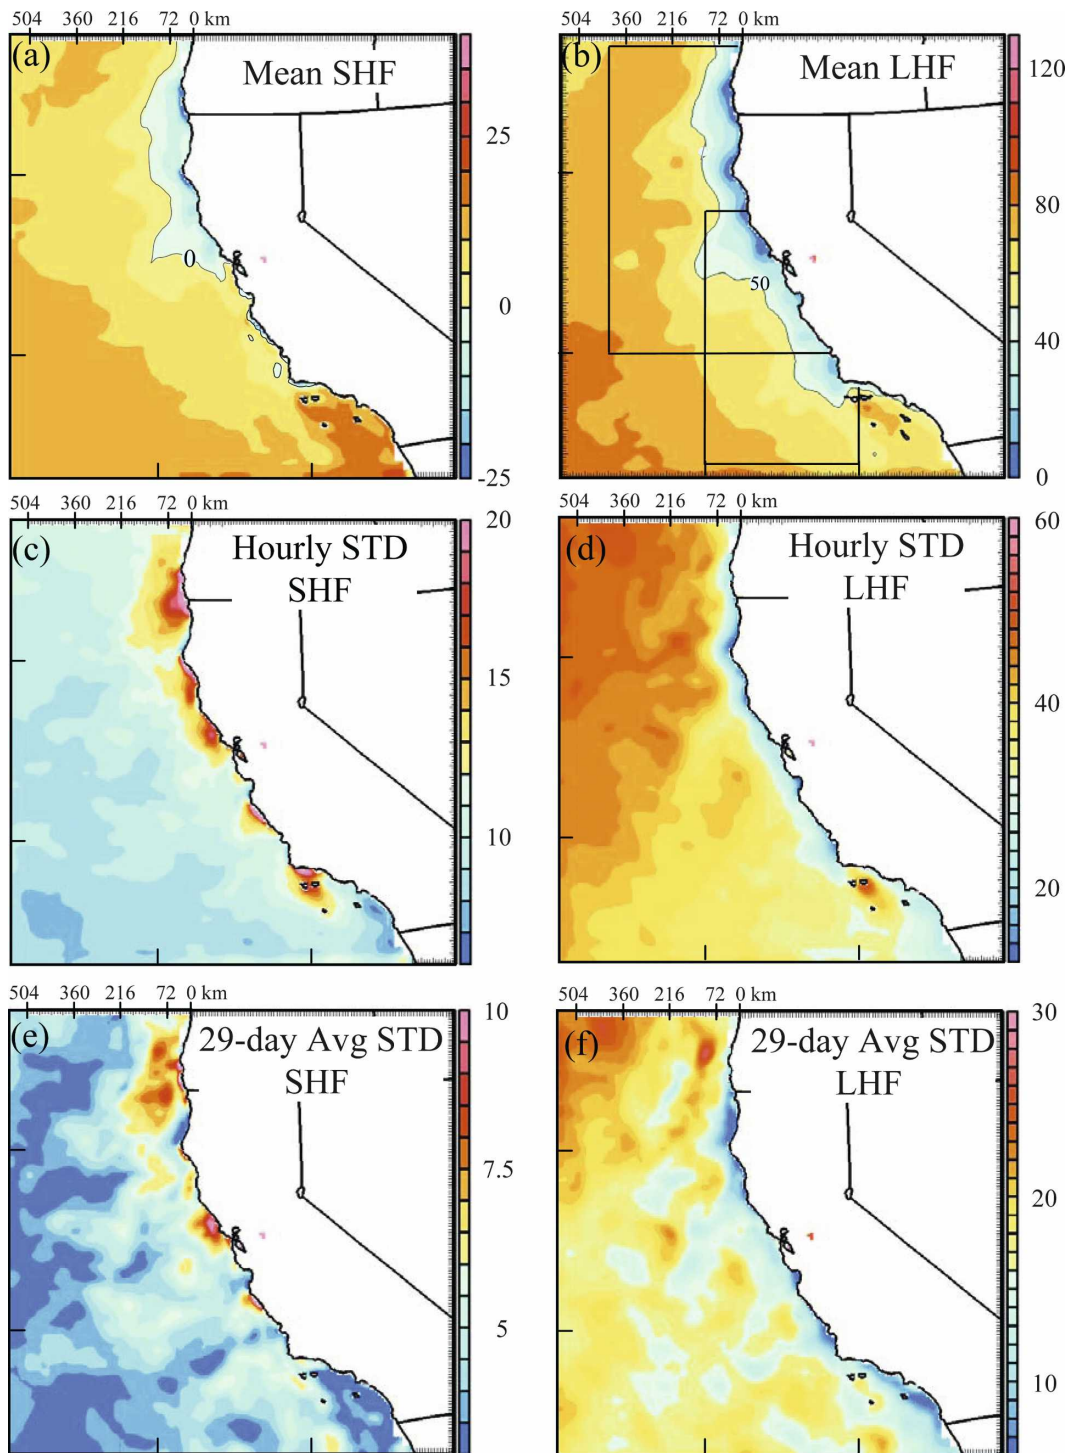 504 360 216 72 0 km
504 360 216 72 0 km
(a)
Mean SHF
25
0
0
-25
(b)
Mean LHF
120
80
50
40
0
504 360 216 72 0 km
504 360 216 72 0 km
(c)
Hourly STD
SHF
20
15
10
(d)
Hourly STD
LHF
60
40
20
504 360 216 72 0 km
504 360 216 72 0 km
(e)
29-day Avg STD
SHF
10
7.5
5
(f)
29-day Avg STD
LHF
30
20
10